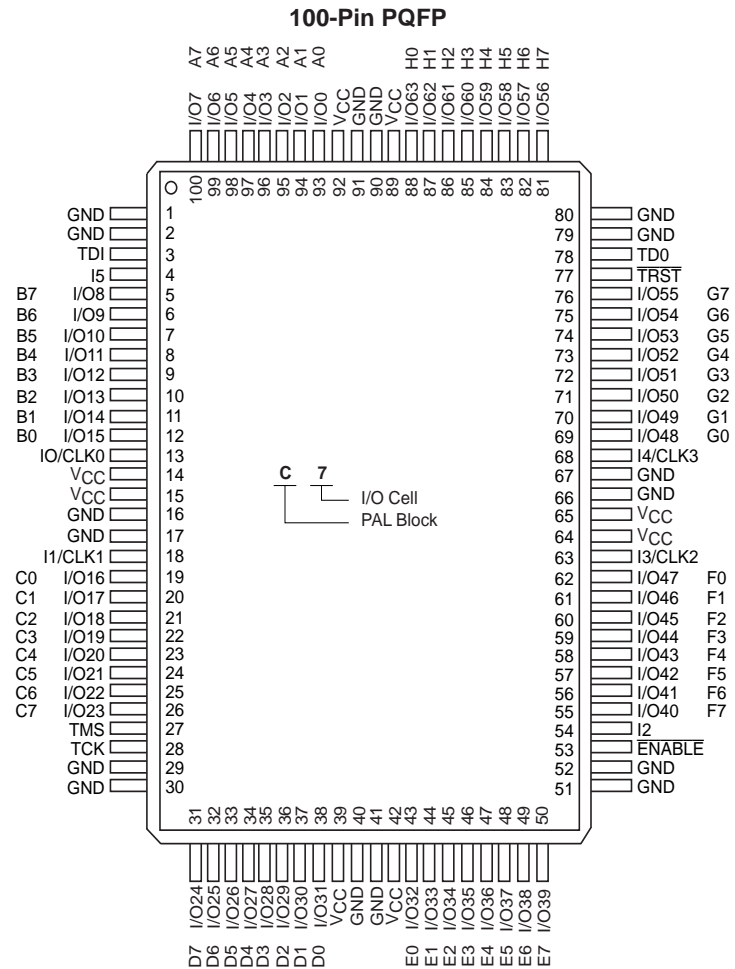 100-Pin PQFP
A7 A6 A5 A4 A3 A2 A1 A0 H0 H1 H2 H3 H4 H5 H6 H7
I/O7 I/O6 I/O5 I/O4 I/O3 I/O2 I/O1 I/O0 VCC GND GND VCC I/O63 I/O62 I/O61 I/O60 I/O59 I/O58 I/O57 I/O56
100 99 98 97 96 95 94 93 92 91 90 89 88 87 86 85 84 83 82 81
GND 1 80 GND
GND 2 79 GND
TDI 3 78 TD0
I5 4 77 TRST
B7 I/O8 5 76 I/O55 G7
B6 I/O9 6 75 I/O54 G6
B5 I/O10 7 74 I/O53 G5
B4 I/O11 8 73 I/O52 G4
B3 I/O12 9 72 I/O51 G3
B2 I/O13 10 71 I/O50 G2
B1 I/O14 11 70 I/O49 G1
B0 I/O15 12 69 I/O48 G0
IO/CLK0 13 68 I4/CLK3
VCC 14 C 7 67 GND
VCC 15 I/O Cell 66 GND
GND 16 PAL Block 65 VCC
GND 17 64 VCC
I1/CLK1 18 63 I3/CLK2
C0 I/O16 19 62 I/O47 F0
C1 I/O17 20 61 I/O46 F1
C2 I/O18 21 60 I/O45 F2
C3 I/O19 22 59 I/O44 F3
C4 I/O20 23 58 I/O43 F4
C5 I/O21 24 57 I/O42 F5
C6 I/O22 25 56 I/O41 F6
C7 I/O23 26 55 I/O40 F7
TMS 27 54 I2
TCK 28 53 ENABLE
GND 29 52 GND
GND 30 51 GND
31 32 33 34 35 36 37 38 39 40 41 42 43 44 45 46 47 48 49 50
I/O24 I/O25 I/O26 I/O27 I/O28 I/O29 I/O30 I/O31 VCC GND GND VCC I/O32 I/O33 I/O34 I/O35 I/O36 I/O37 I/O38 I/O39
D7 D6 D5 D4 D3 D2 D1 D0 E0 E1 E2 E3 E4 E5 E6 E7